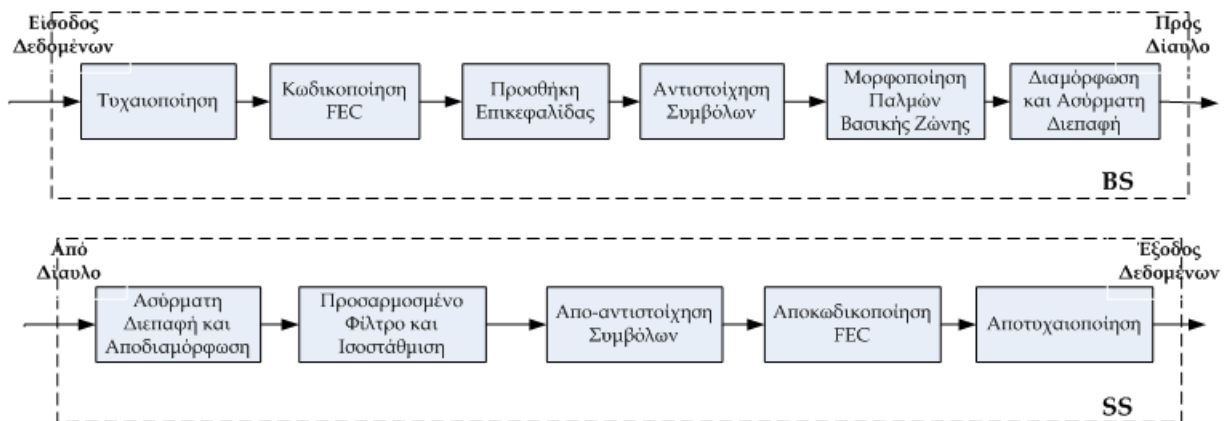 Είσοδος
Δεδομένων
Προς
Δίαυλο
Τυχαιοποίηση
Κωδικοποίηση
FEC
Προσθήκη
Επικεφαλίδας
Αντιστοίχηση
Συμβόλων
Μορφοποίηση
Παλμών
Βασικής Ζώνης
Διαμόρφωση
και Ασύρματη
Διεπαφή
BS
Από
Δίαυλο
Έξοδος
Δεδομένων
Ασύρματη
Διεπαφή και
Αποδιαμόρφωση
Προσαρμοσμένο
Φίλτρο και
Ισοστάθμιση
Απο-αντιστοίχηση
Συμβόλων
Αποκωδικοποίηση
FEC
Αποτυχαιοποίηση
SS